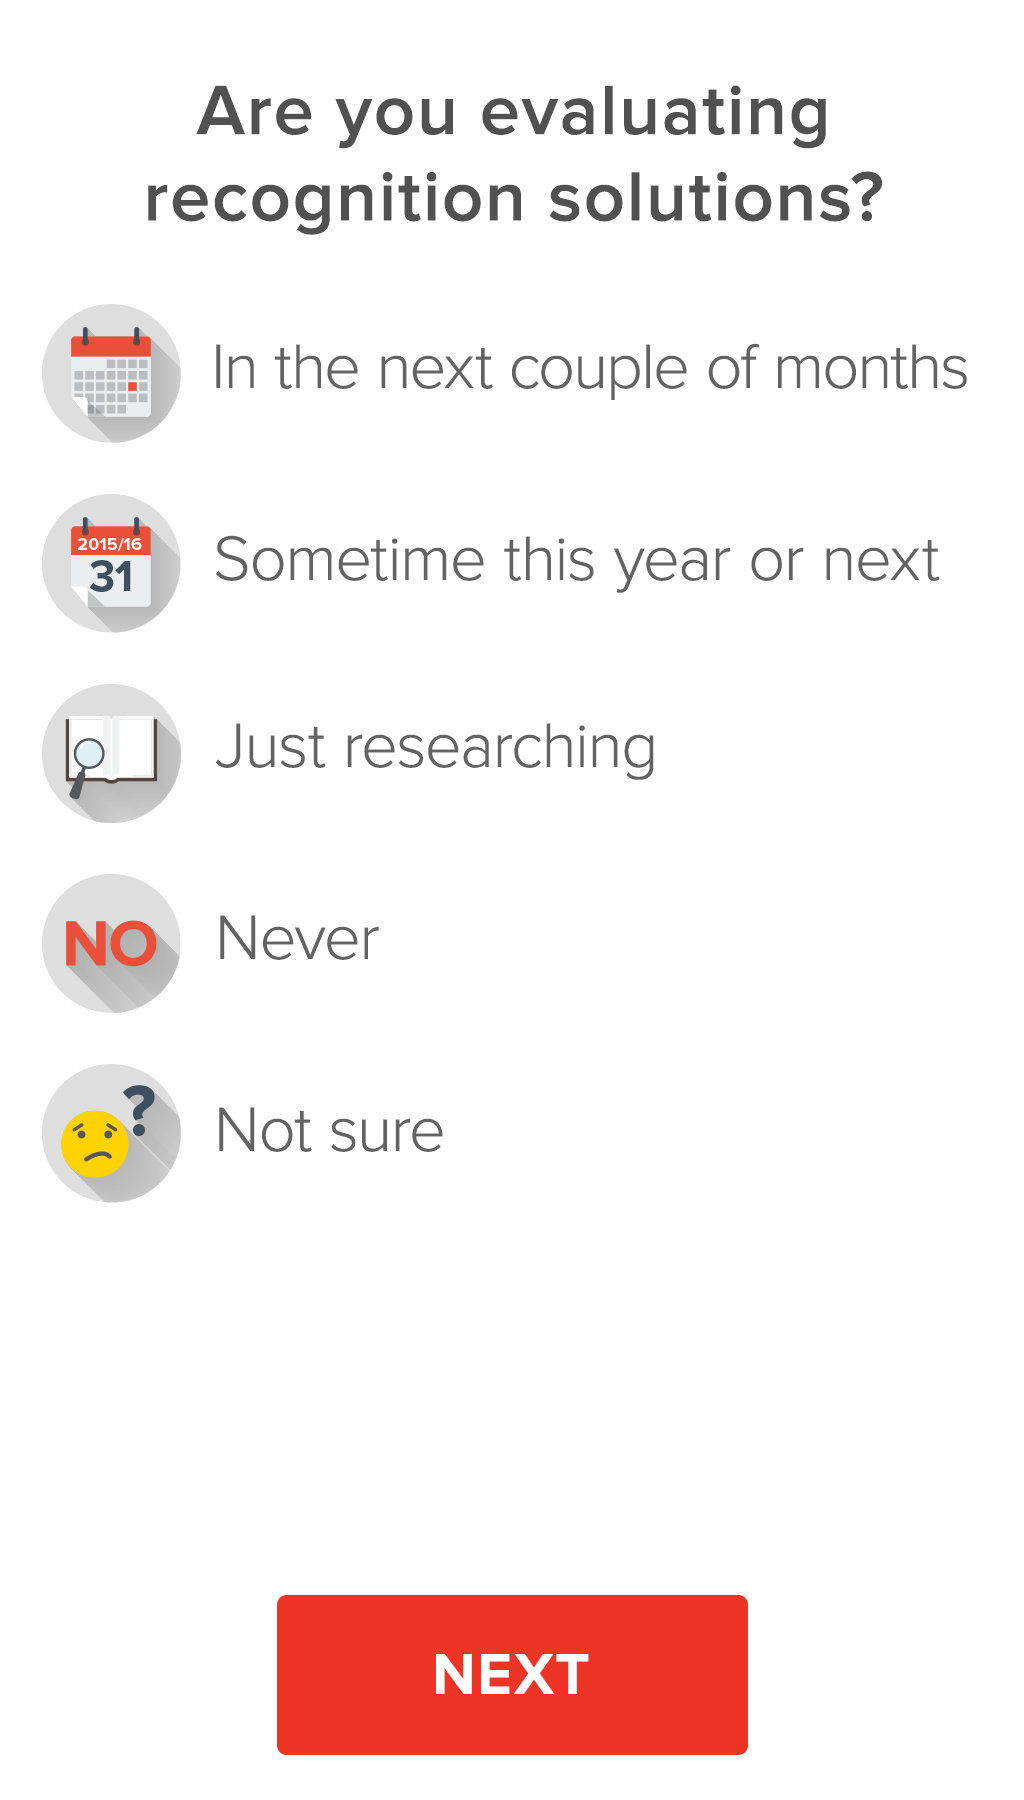 Are you evaluating
recognition solutions?
In the next couple of months
2015/16
31
Sometime this year or next
Just researching
NO
Never
?
Not sure
NEXT